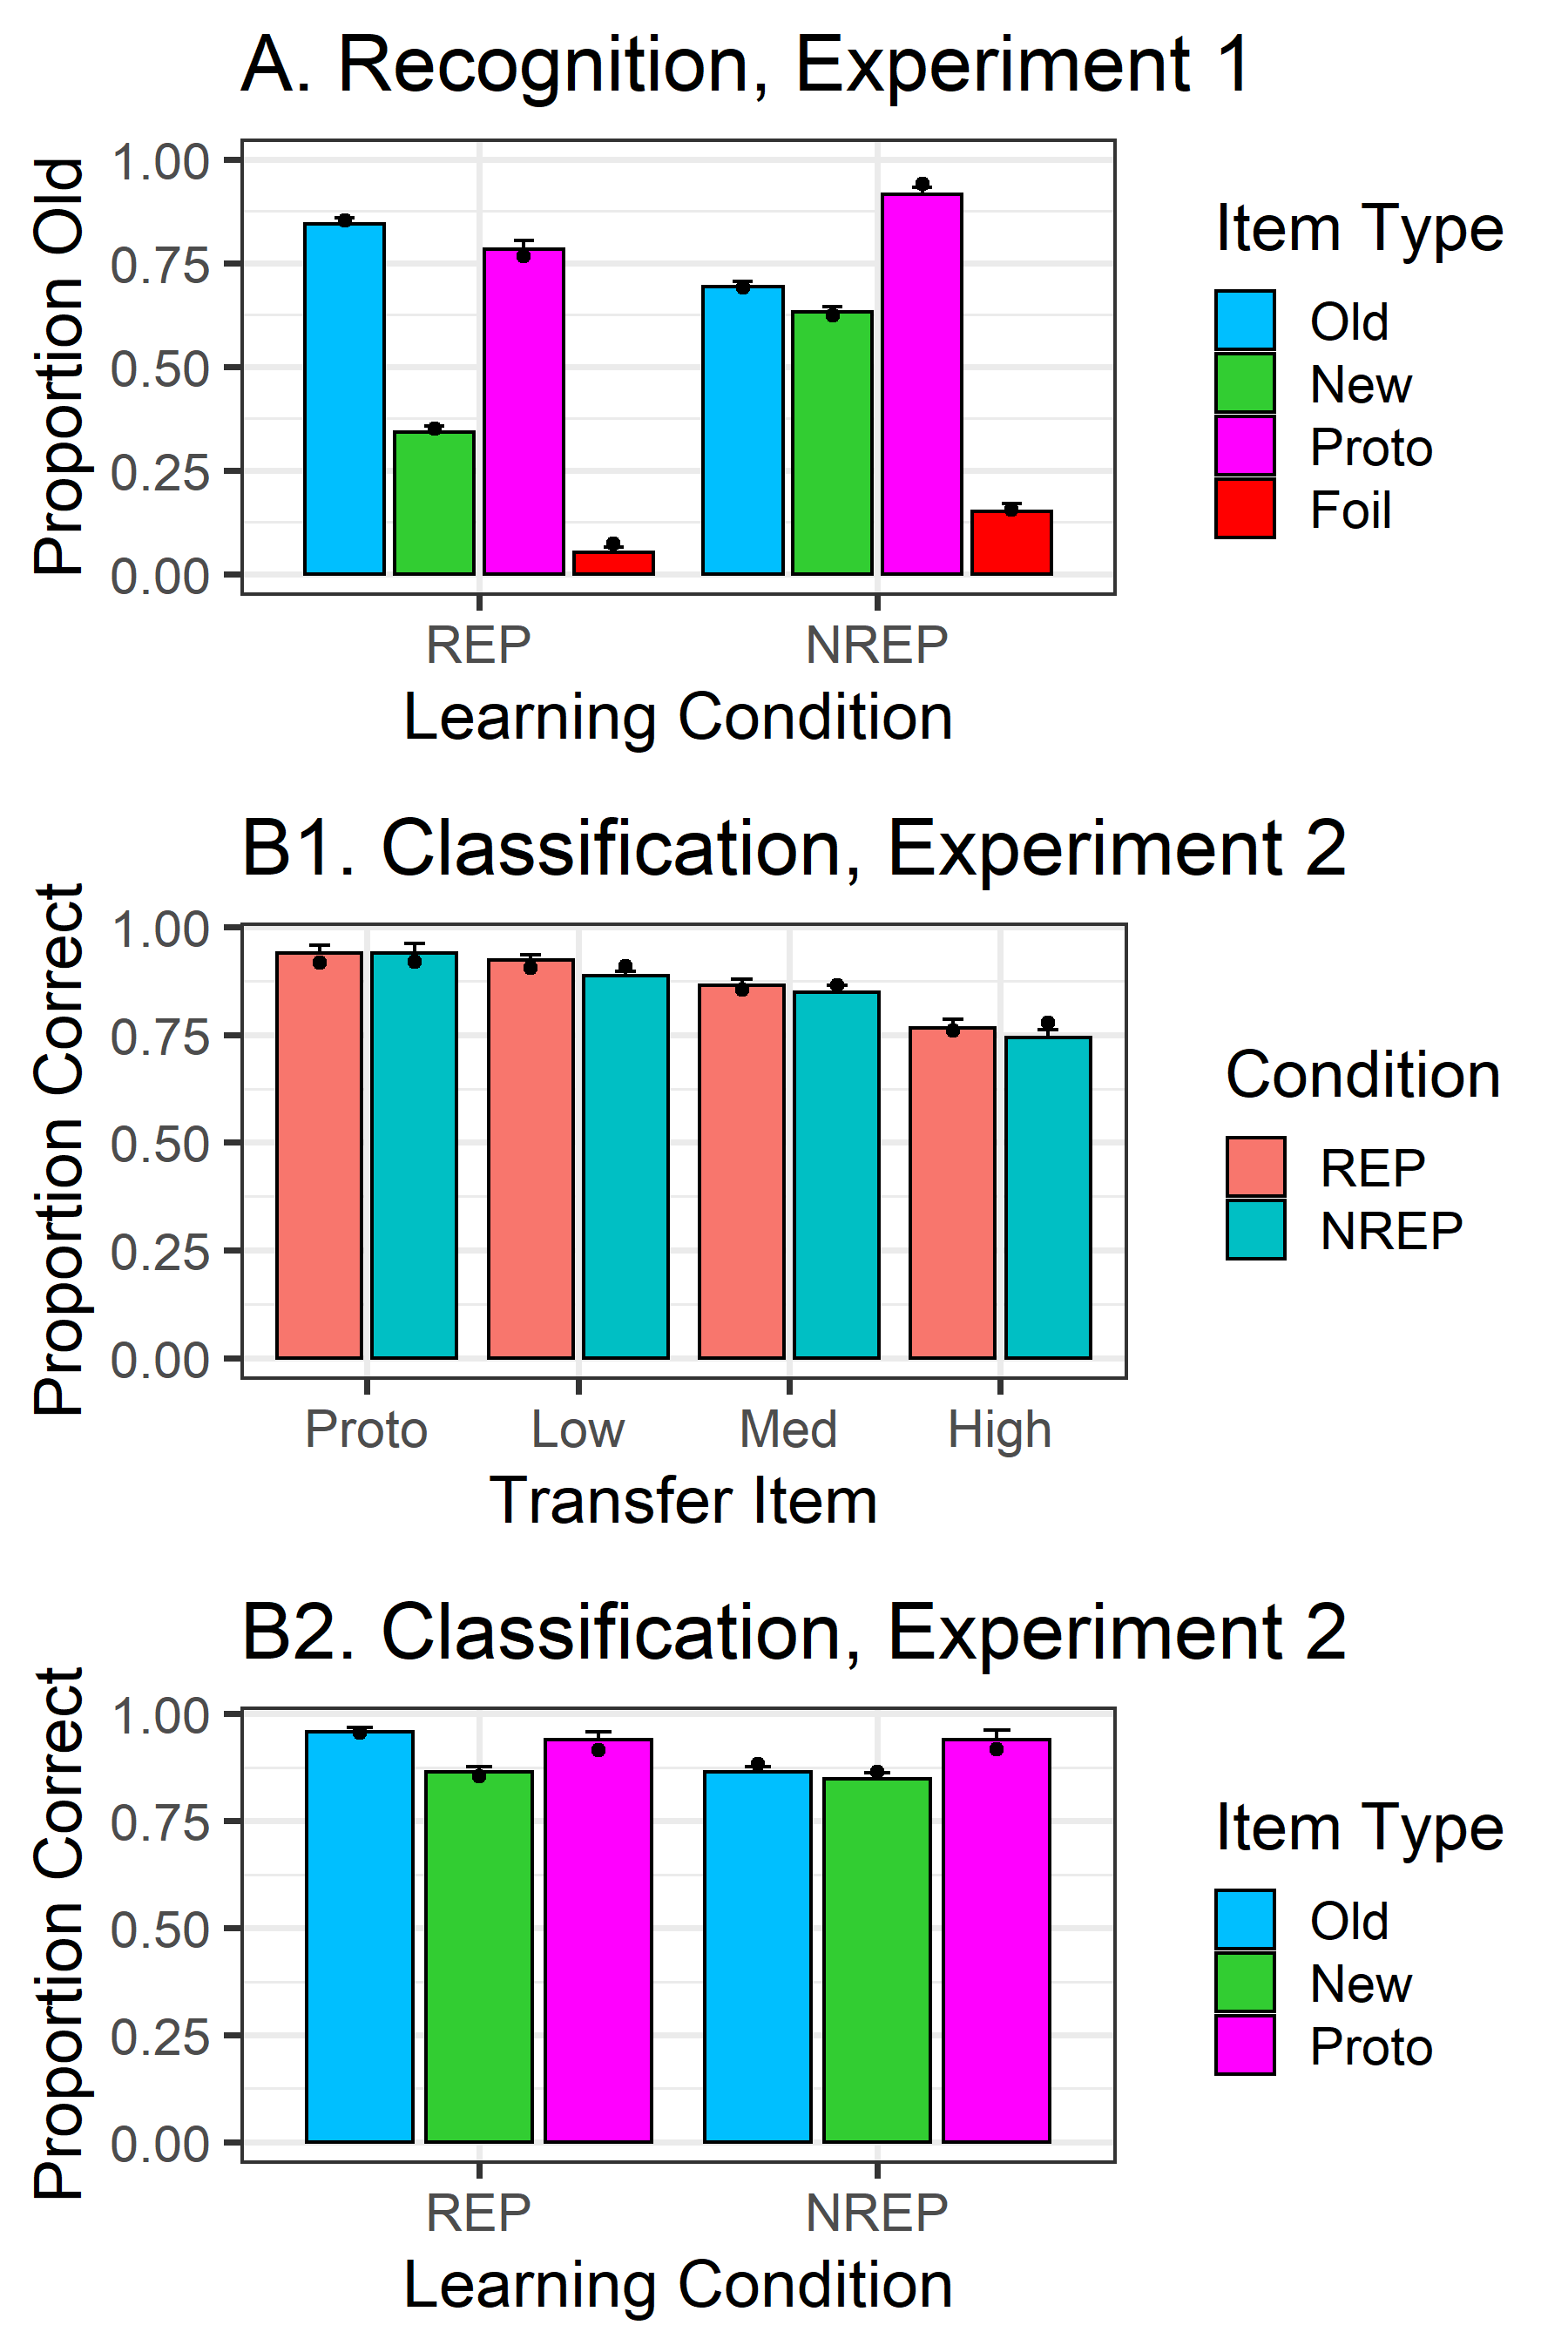 A. Recognition, Experiment 1
Proportion Old
1.00
0.75
0.50
0.25
0.00
REP NREP
Learning Condition
Item Type
Old
New
Proto
Foil
B1. Classification, Experiment 2
Proportion Correct
1.00
0.75
0.50
0.25
0.00
Proto Low Med High
Transfer Item
Condition
REP
NREP
B2. Classification, Experiment 2
Proportion Correct
1.00
0.75
0.50
0.25
0.00
REP NREP
Learning Condition
Item Type
Old
New
Proto